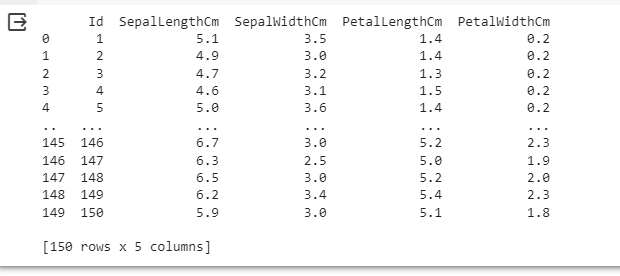 Id SepalLengthCm SepalWidthCm PetalLengthCm PetalWidthCm
0 1 5.1 3.5 1.4 0.2
1 2 4.9 3.0 1.4 0.2
2 3 4.7 3.2 1.3 0.2
3 4 4.6 3.1 1.5 0.2
4 5 5.0 3.6 1.4 0.2
.. ... ... ... ... ...
145 146 6.7 3.0 5.2 2.3
146 147 6.3 2.5 5.0 1.9
147 148 6.5 3.0 5.2 2.0
148 149 6.2 3.4 5.4 2.3
149 150 5.9 3.0 5.1 1.8
[150 rows x 5 columns]